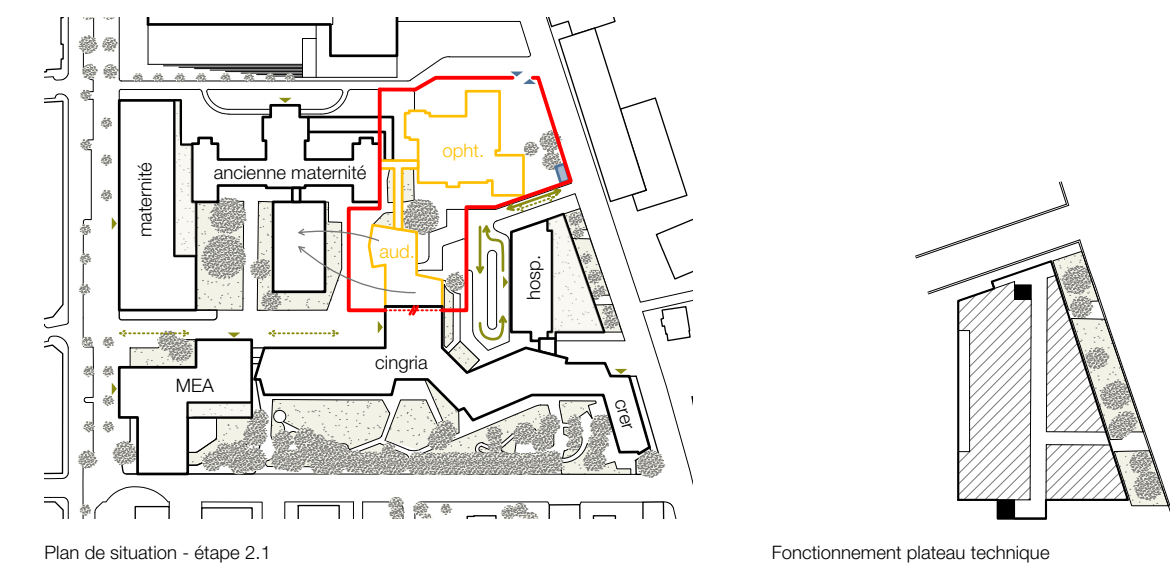 opht.
ancienne maternité
maternité
aud.
hosp.
cingria
MEA
crer
Plan de situation - étape 2.1
Fonctionnement plateau technique